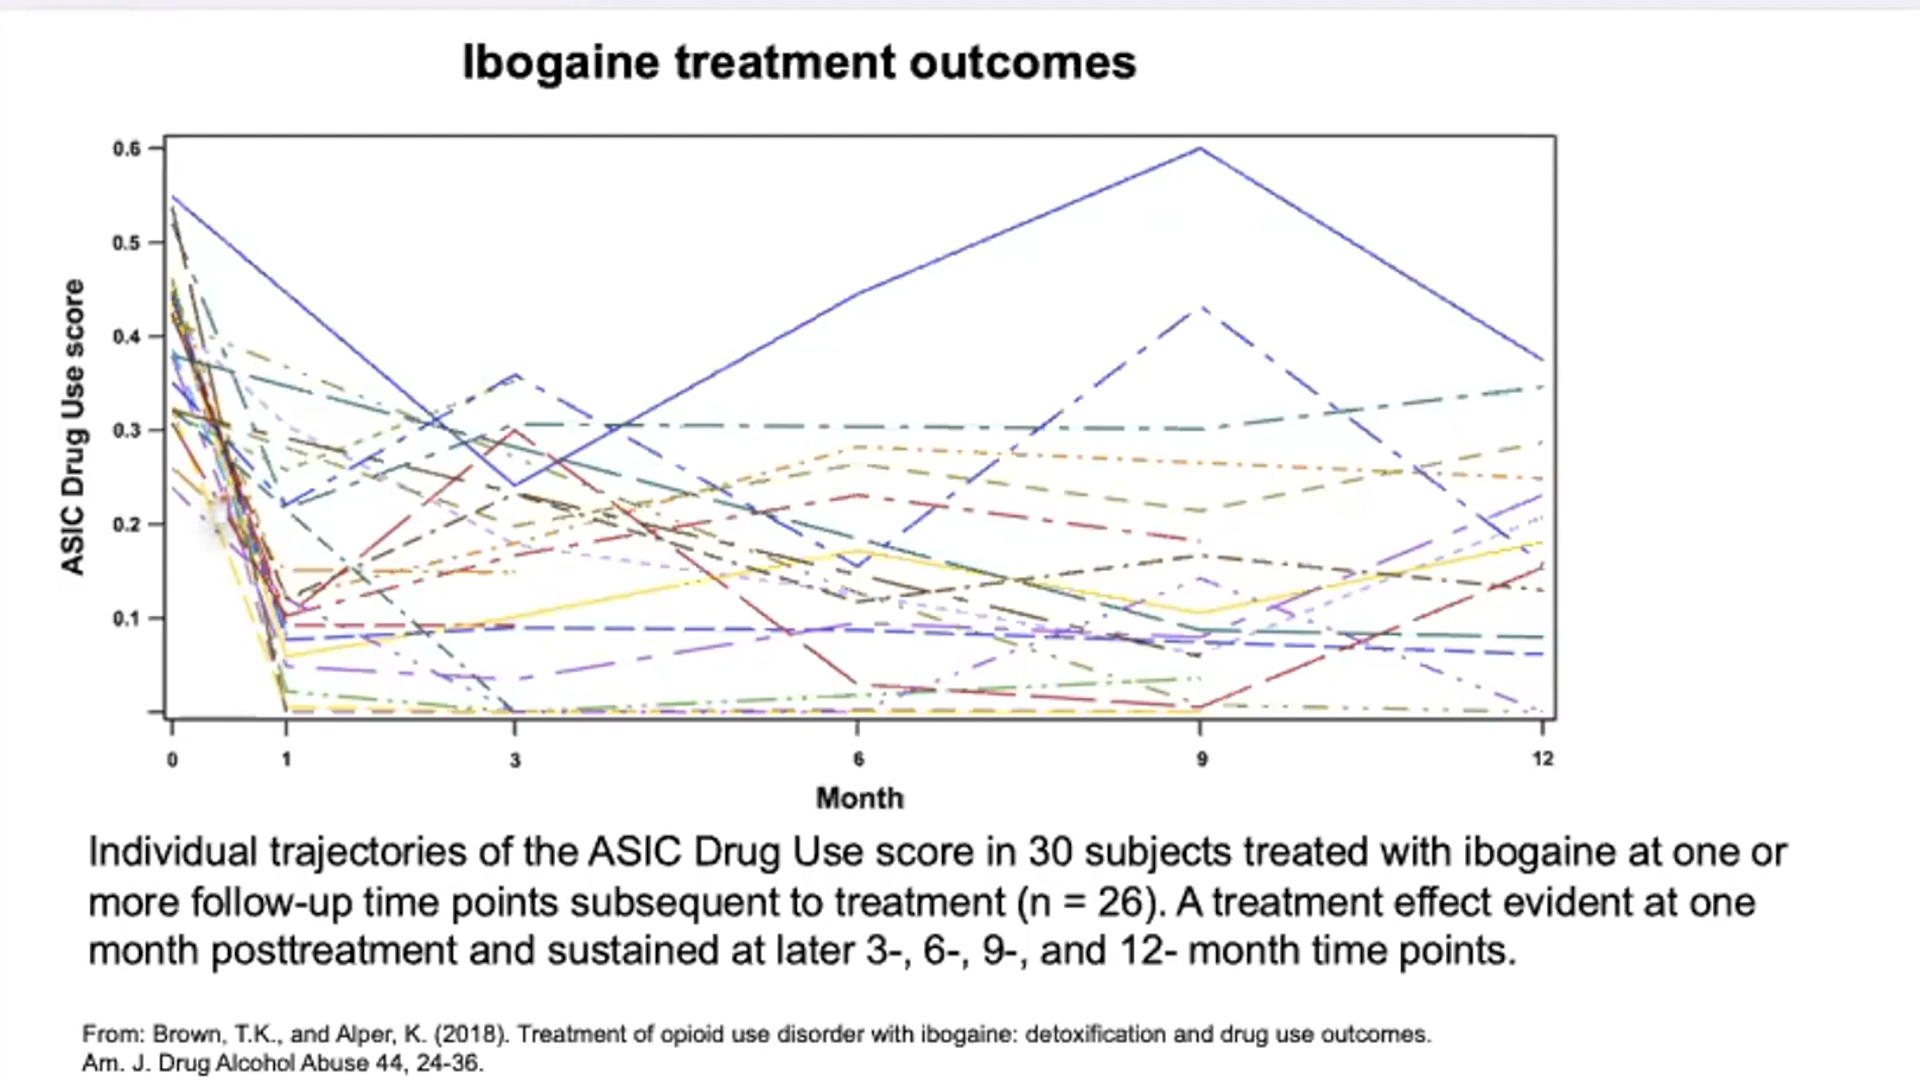 Ibogaine treatment outcomes
0.6
0.5
0.4
0.3
0.2
0.1
ASIC Drug Use score
0 1 3 6 9 12
Month
Individual trajectories of the ASIC Drug Use score in 30 subjects treated with ibogaine at one or
more follow-up time points subsequent to treatment (n = 26). A treatment effect evident at one
month posttreatment and sustained at later 3-, 6-, 9-, and 12- month time points.
From: Brown, T.K., and Alper, K. (2018). Treatment of opioid use disorder with ibogaine: detoxification and drug use outcomes.
Am. J. Drug Alcohol Abuse 44, 24-36.